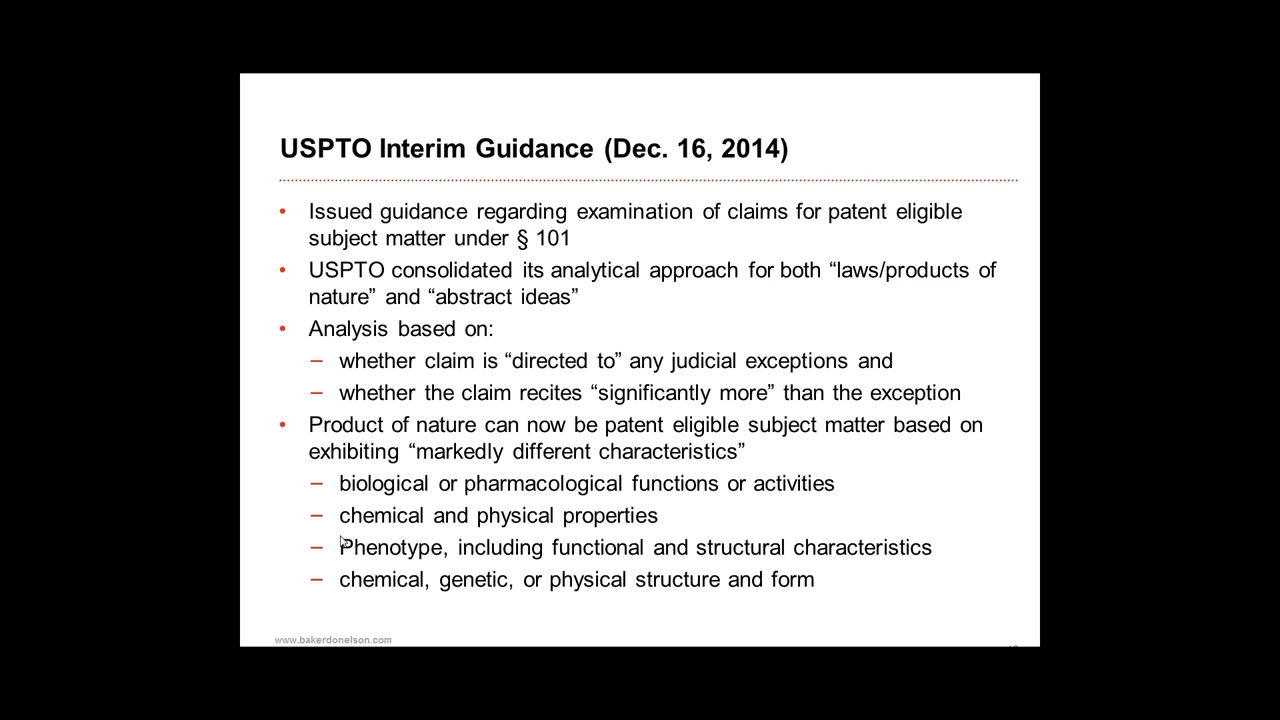 USPTO Interim Guidance (Dec. 16, 2014)
• Issued guidance regarding examination of claims for patent eligible
subject matter under § 101
• USPTO consolidated its analytical approach for both “laws/products of
nature” and “abstract ideas”
• Analysis based on:
– whether claim is “directed to” any judicial exceptions and
– whether the claim recites “significantly more” than the exception
• Product of nature can now be patent eligible subject matter based on
exhibiting “markedly different characteristics”
– biological or pharmacological functions or activities
– chemical and physical properties
– Phenotype, including functional and structural characteristics
– chemical, genetic, or physical structure and form
www.bakerdonelson.com